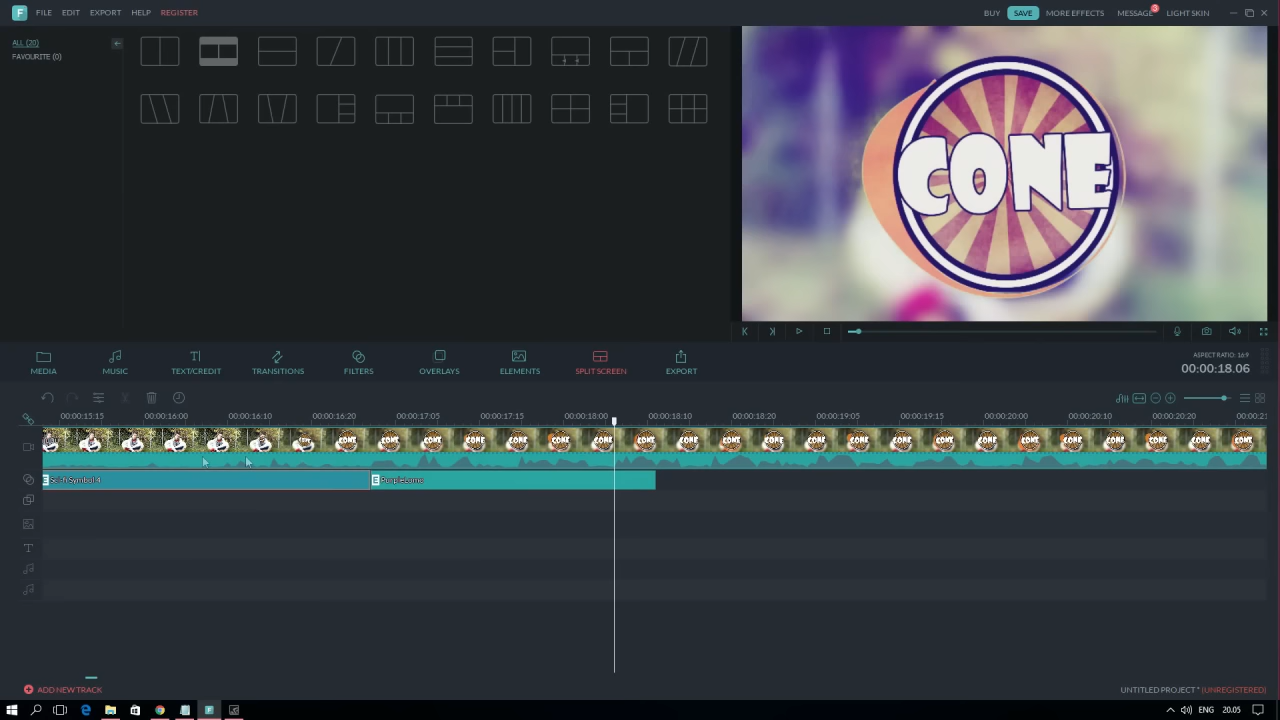 F FILE EDIT EXPORT HELP REGISTER BUY SAVE MORE EFFECTS MESSAGE 3 LIGHT SKIN
ALL (20)
FAVOURITE (0)
CONE
MEDIA MUSIC TEXT/CREDIT TRANSITIONS FILTERS OVERLAYS ELEMENTS SPLIT SCREEN EXPORT
ASPECT RATIO: 16:9
00:00:18.06
00:00:15:15 00:00:16:00 00:00:16:10 00:00:16:20 00:00:17:05 00:00:17:15 00:00:18:00 00:00:18:10 00:00:18:20 00:00:19:05 00:00:19:15 00:00:20:00 00:00:20:10 00:00:20:20 00:00:21
E
ADD NEW TRACK
UNTITLED PROJECT * (UNREGISTERED)
ENG 20.05